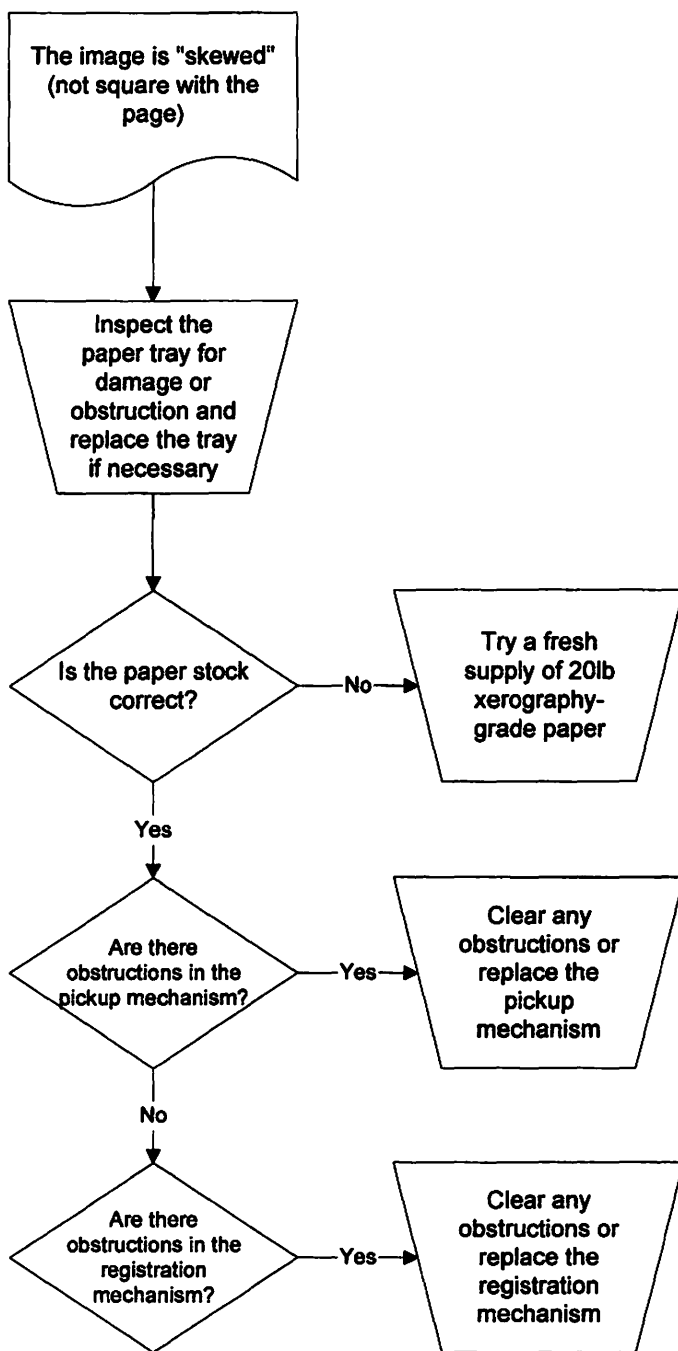 The image is "skewed"
(not square with the
page)
Inspect the
paper tray for
damage or
obstruction and
replace the tray
if necessary
Is the paper stock
correct?
No
Try a fresh
supply of 20lb
xerography-
grade paper
Yes
Are there
obstructions in the
pickup mechanism?
Yes
Clear any
obstructions or
replace the
pickup
mechanism
No
Are there
obstructions in the
registration
mechanism?
Yes
Clear any
obstructions or
replace the
registration
mechanism